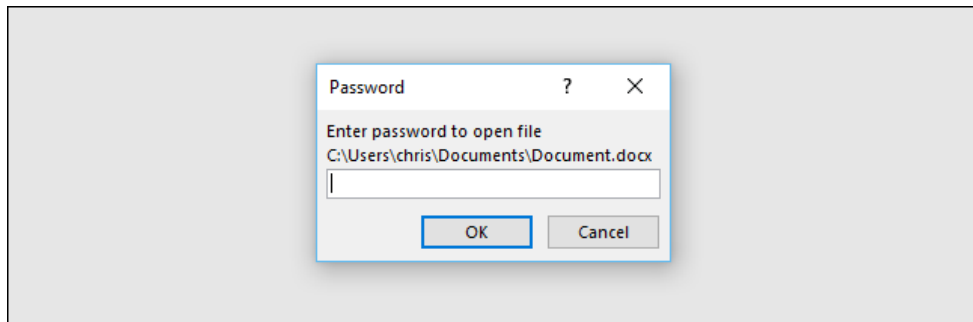 Password ?
Enter password to open file
C:\Users\chris\Documents\Document.docx
OK Cancel